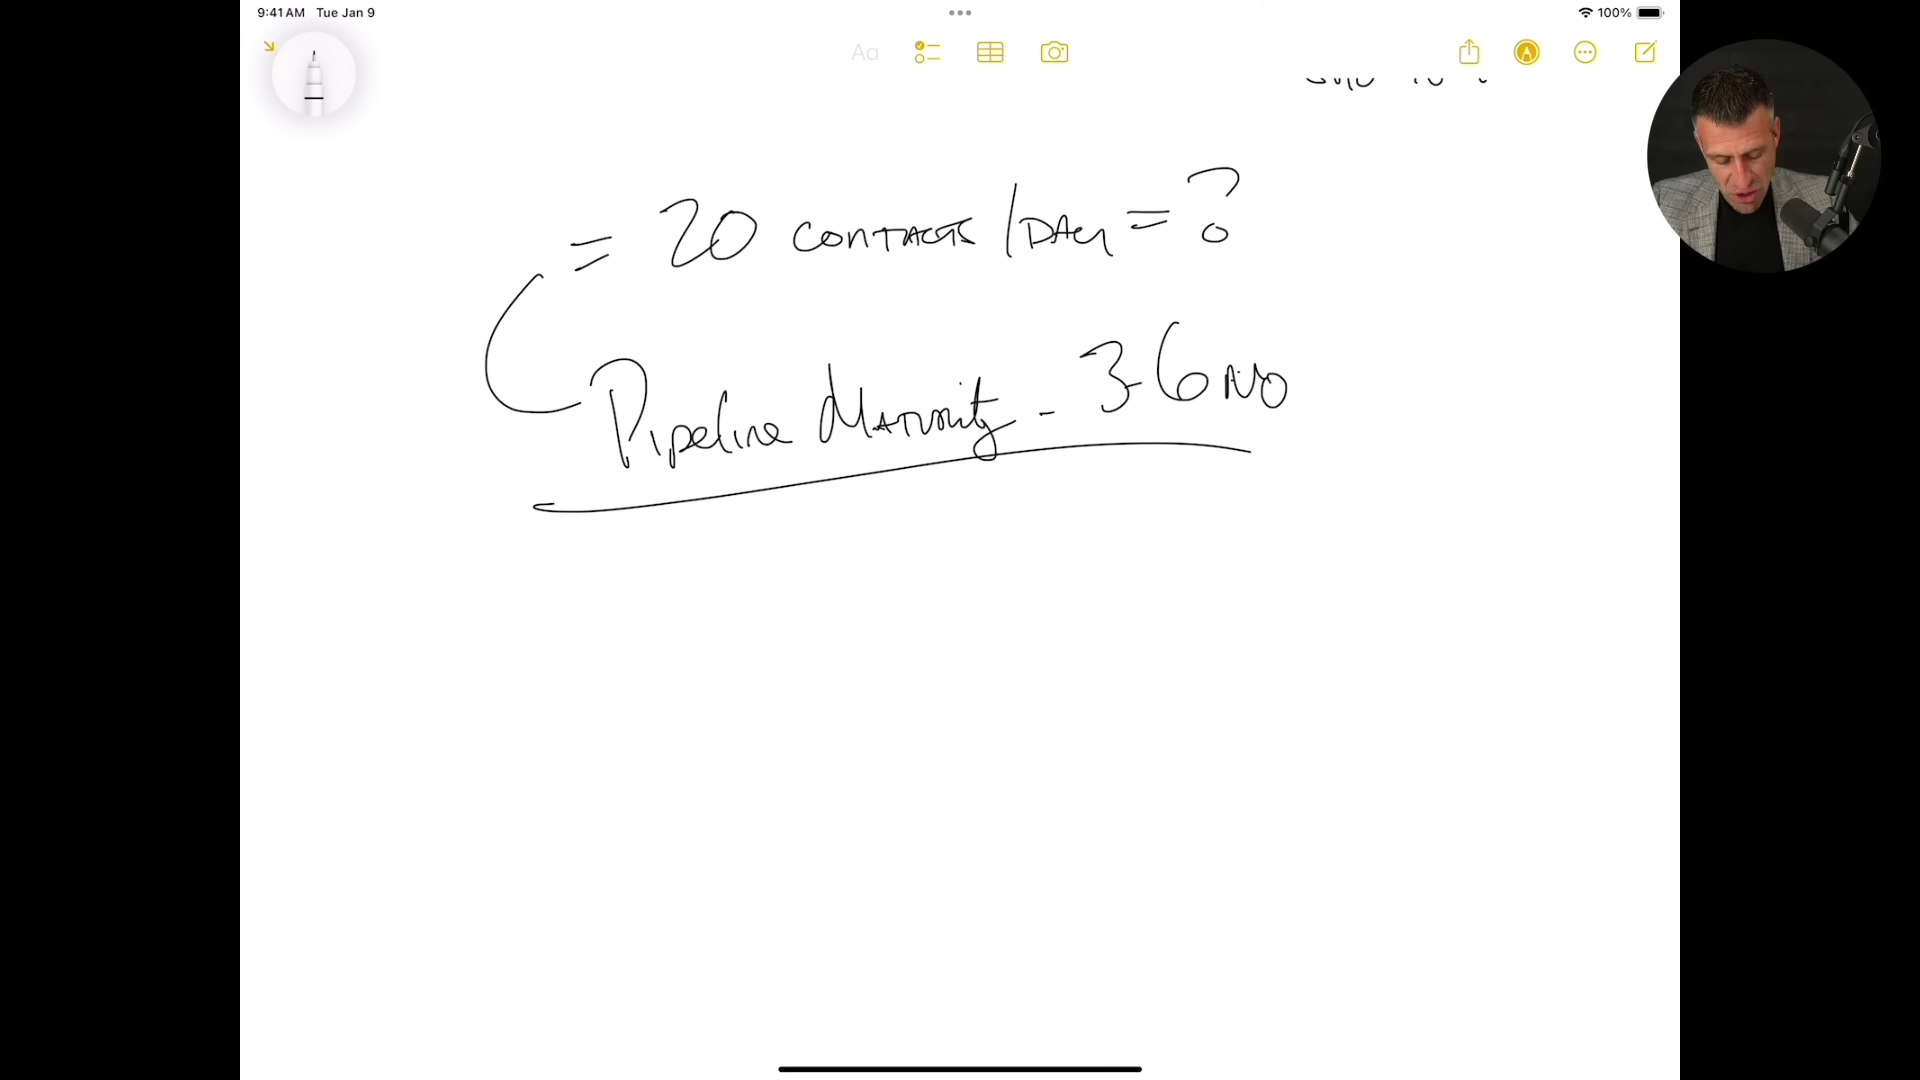 9:41 AM Tue Jan 9
100%
Aa
= 20 CONTACTS /DAY = ?
Pipeline Maturity - 3-6 MO